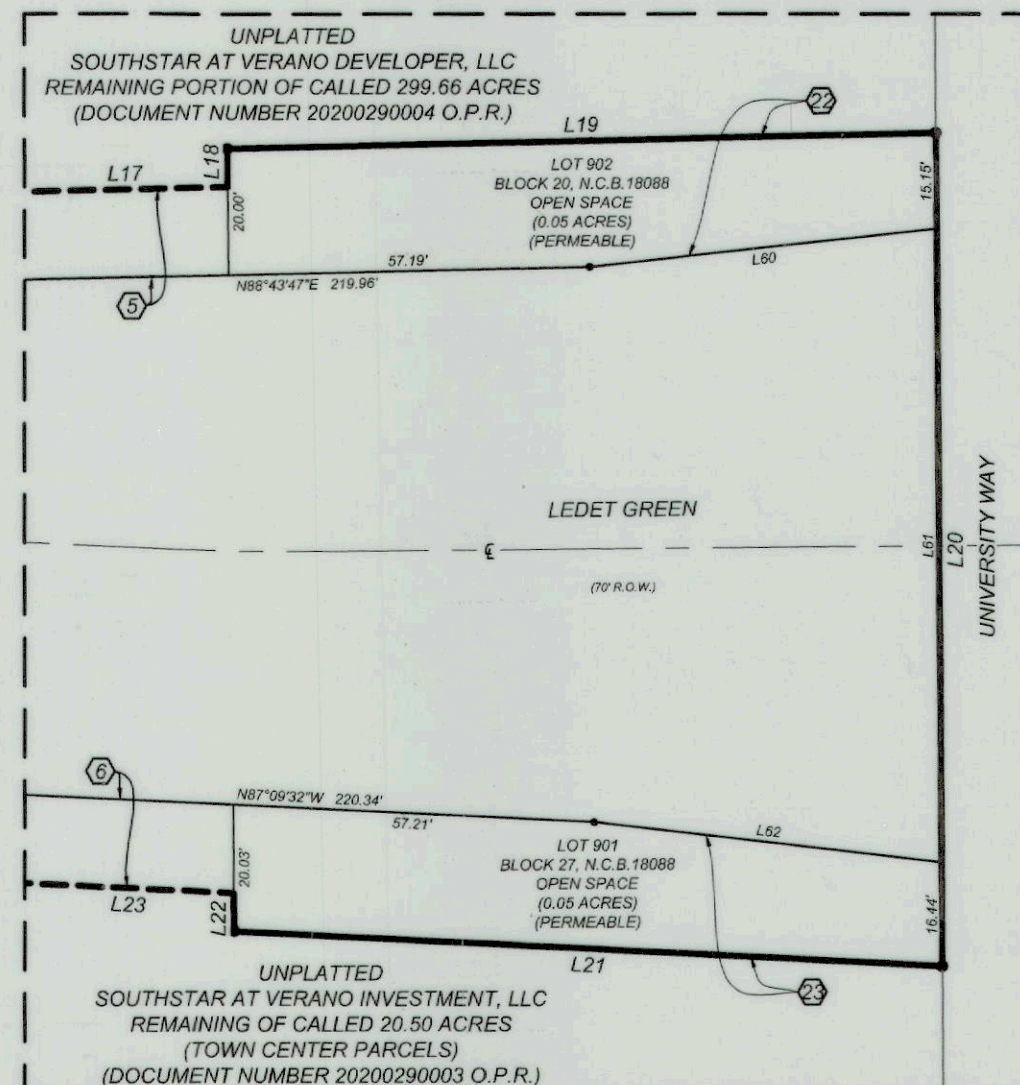 UNPLATTED
SOUTHSTAR AT VERANO DEVELOPER, LLC
REMAINING PORTION OF CALLED 299.66 ACRES
(DOCUMENT NUMBER 20200290004 O.P.R.)
22
L19
L18
L17
LOT 902
BLOCK 20, N.C.B.18088
OPEN SPACE
(0.05 ACRES)
(PERMEABLE)
15.15'
20.00'
57.19'
L60
N88°43'47"E 219.96'
5
LEDET GREEN
℄
(70' R.O.W.)
L61
L20
UNIVERSITY WAY
6
N87°09'32"W 220.34'
57.21'
L62
20.03'
LOT 901
BLOCK 27, N.C.B.18088
OPEN SPACE
(0.05 ACRES)
(PERMEABLE)
16.44'
L23
L22
L21
23
UNPLATTED
SOUTHSTAR AT VERANO INVESTMENT, LLC
REMAINING OF CALLED 20.50 ACRES
(TOWN CENTER PARCELS)
(DOCUMENT NUMBER 20200290003 O.P.R.)